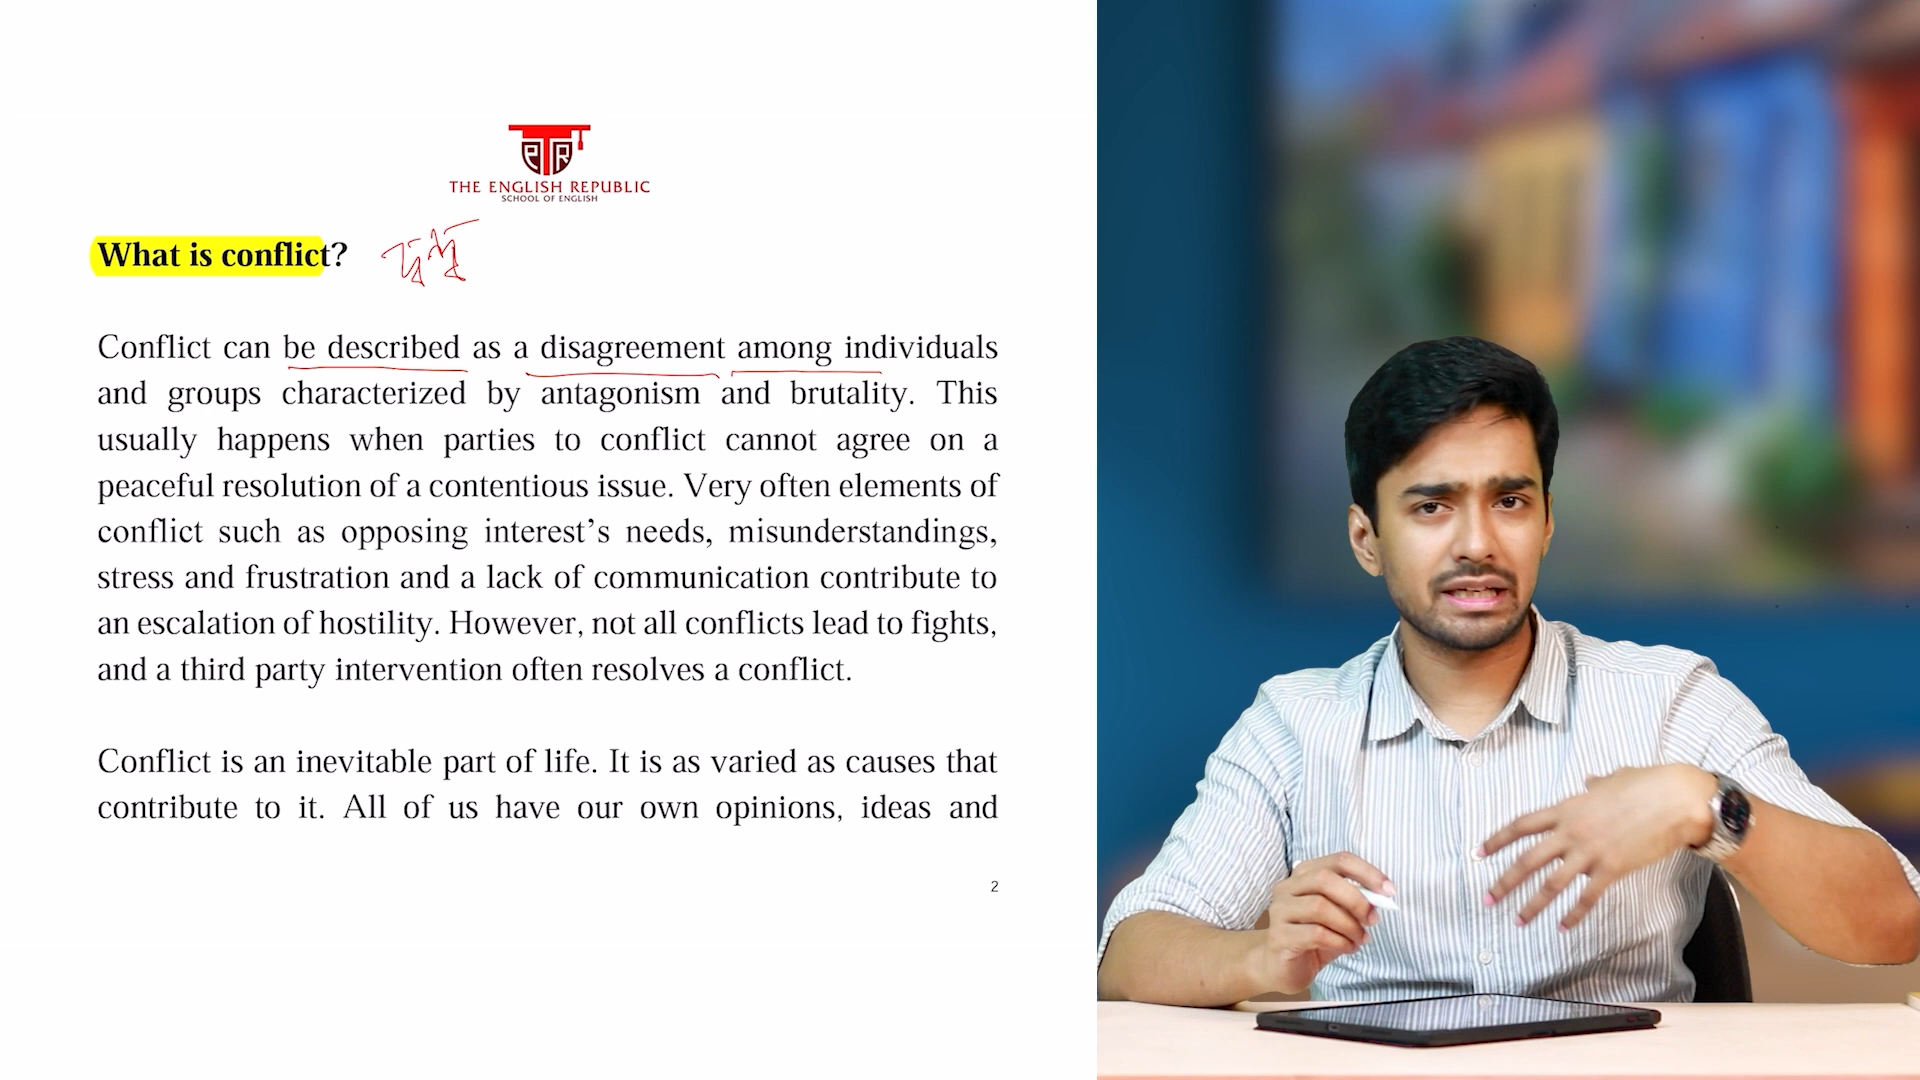 PTR
THE ENGLISH REPUBLIC
SCHOOL OF ENGLISH
What is conflict? দ্বন্দ্ব
Conflict can be described as a disagreement among individuals
and groups characterized by antagonism and brutality. This
usually happens when parties to conflict cannot agree on a
peaceful resolution of a contentious issue. Very often elements of
conflict such as opposing interest’s needs, misunderstandings,
stress and frustration and a lack of communication contribute to
an escalation of hostility. However, not all conflicts lead to fights,
and a third party intervention often resolves a conflict.
Conflict is an inevitable part of life. It is as varied as causes that
contribute to it. All of us have our own opinions, ideas and
2